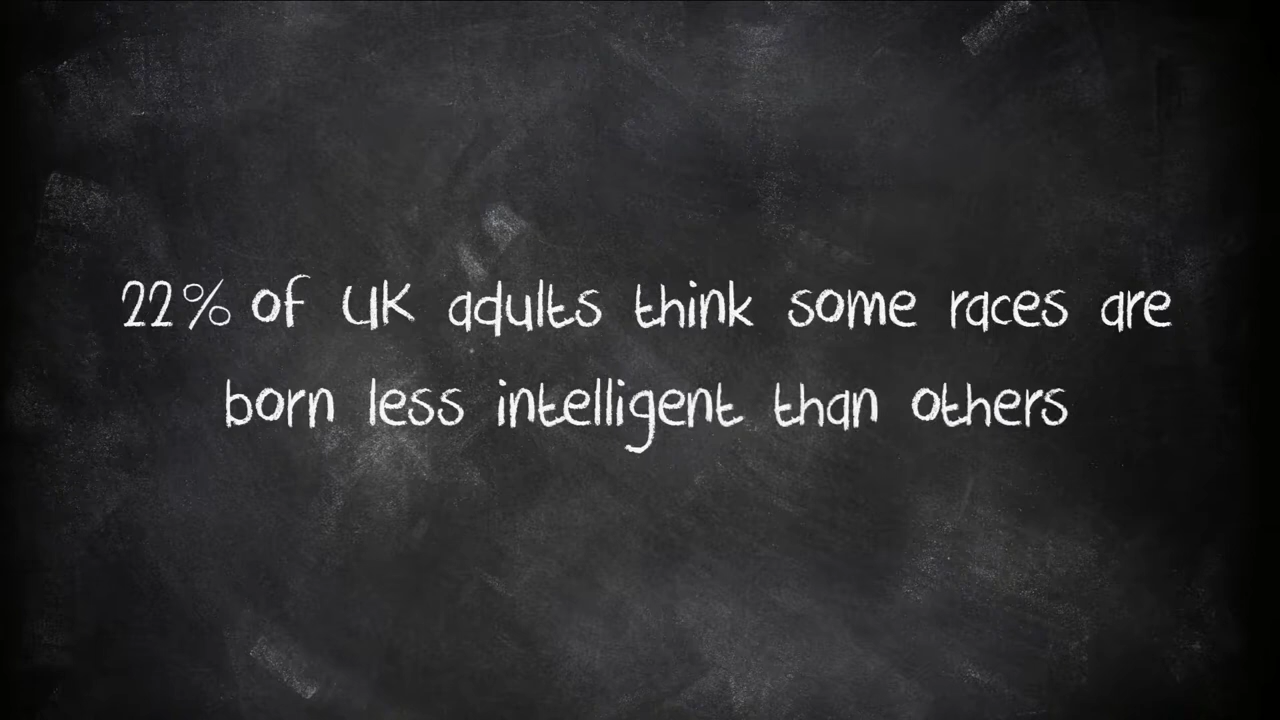 22% of UK adults think some races are
born less intelligent than others